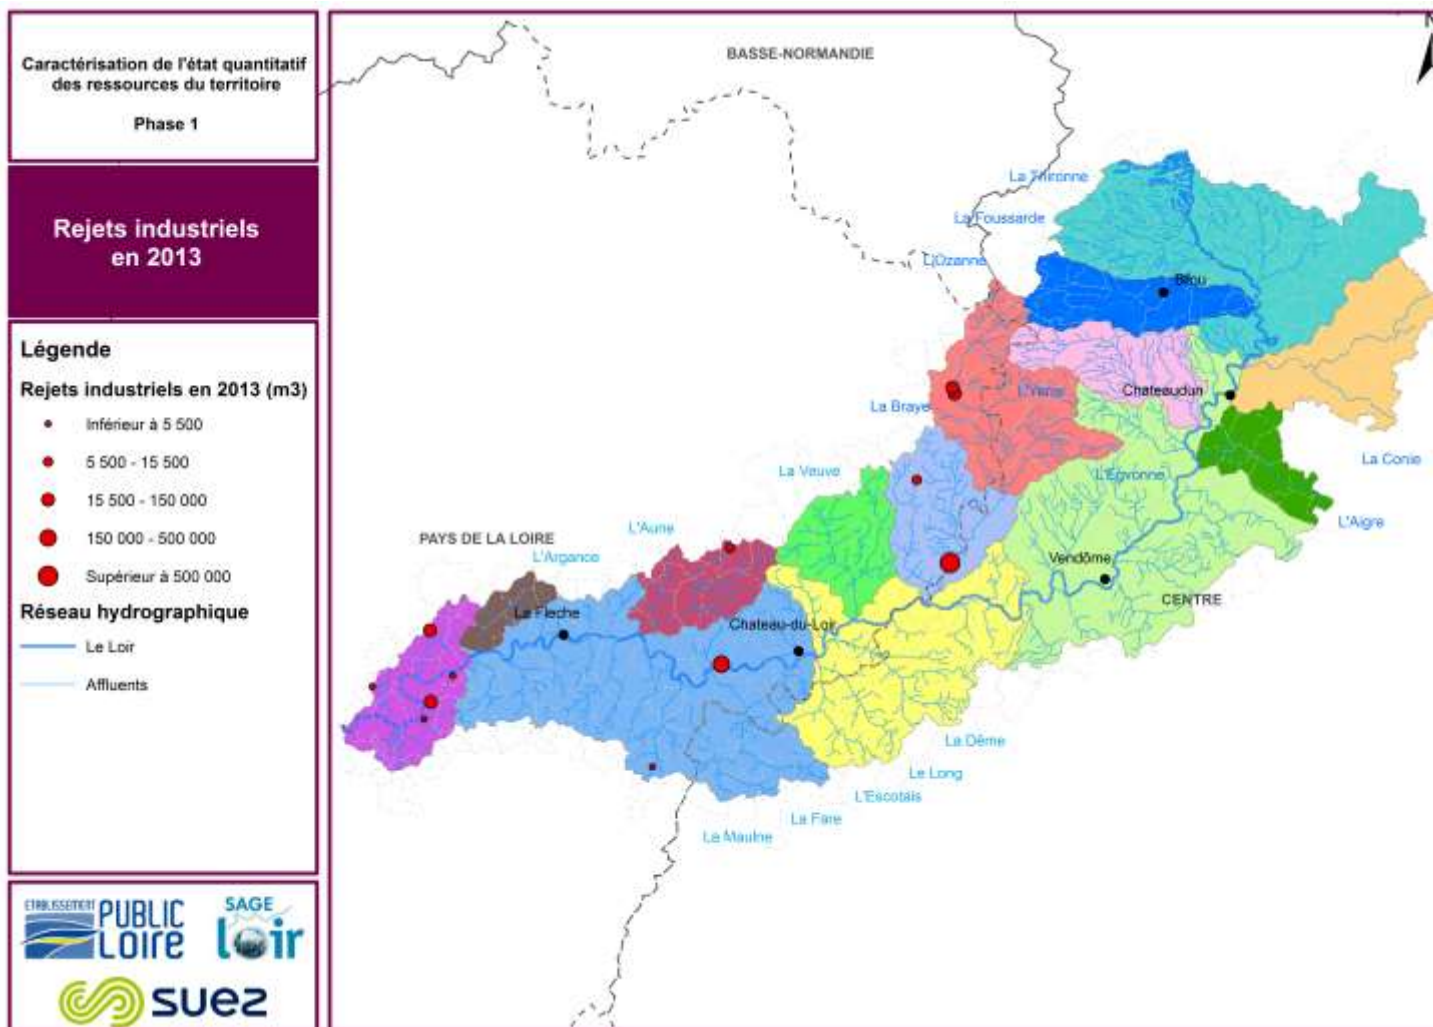 Caractérisation de l'état quantitatif
des ressources du territoire
Phase 1
Rejets industriels
en 2013
Légende
Rejets industriels en 2013 (m3)
Inférieur à 5 500
5 500 - 15 500
15 500 - 150 000
150 000 - 500 000
Supérieur à 500 000
Réseau hydrographique
Le Loir
Affluents
ETABLISSEMENT
PUBLIC
LOIRE
SAGE
loir
suez
BASSE-NORMANDIE
La Thironne
La Foussarde
L'Ozanne
Chateaudun
L'Yerre
La Braye
La Conie
La Veuve
L'Egvonne
L'Aigre
L'Aune
PAYS DE LA LOIRE
L'Argance
Vendôme
CENTRE
La Fleche
Chateau-du-Loir
La Dême
Le Long
L'Escotais
La Fare
La Maulne